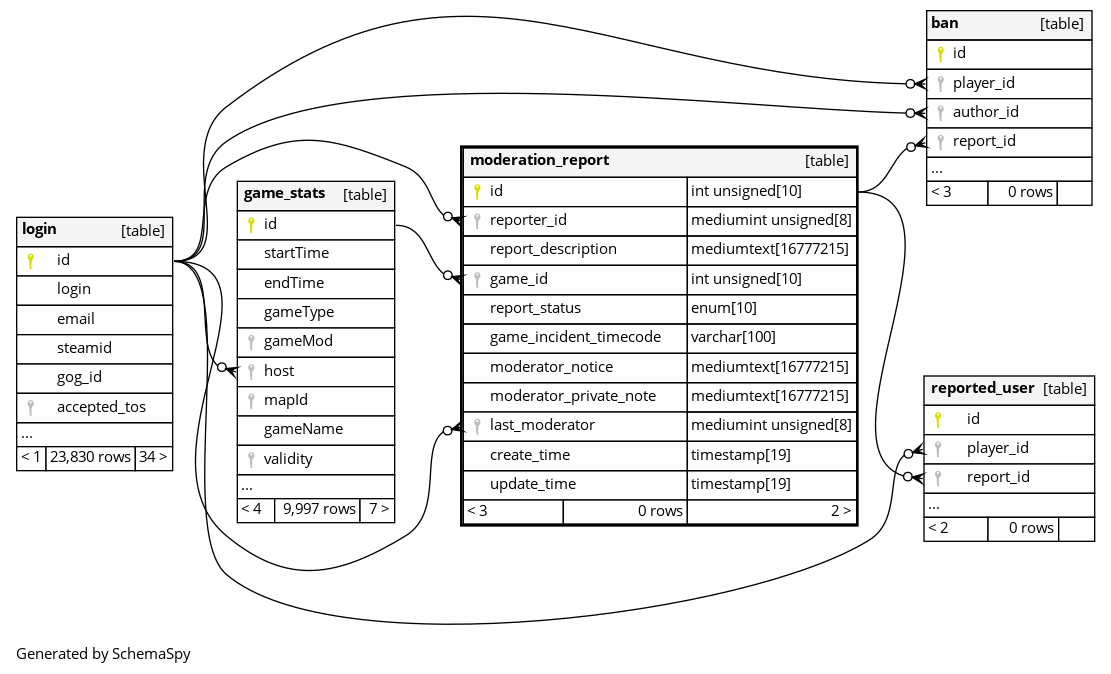 login [table]
id
login
email
steamid
gog_id
accepted_tos
...
< 1 23,830 rows 34 >
game_stats [table]
id
startTime
endTime
gameType
gameMod
host
mapId
gameName
validity
...
< 4 9,997 rows 7 >
moderation_report [table]
id int unsigned[10]
reporter_id mediumint unsigned[8]
report_description mediumtext[16777215]
game_id int unsigned[10]
report_status enum[10]
game_incident_timecode varchar[100]
moderator_notice mediumtext[16777215]
moderator_private_note mediumtext[16777215]
last_moderator mediumint unsigned[8]
create_time timestamp[19]
update_time timestamp[19]
< 3 0 rows 2 >
ban [table]
id
player_id
author_id
report_id
...
< 3 0 rows
reported_user [table]
id
player_id
report_id
...
< 2 0 rows
Generated by SchemaSpy